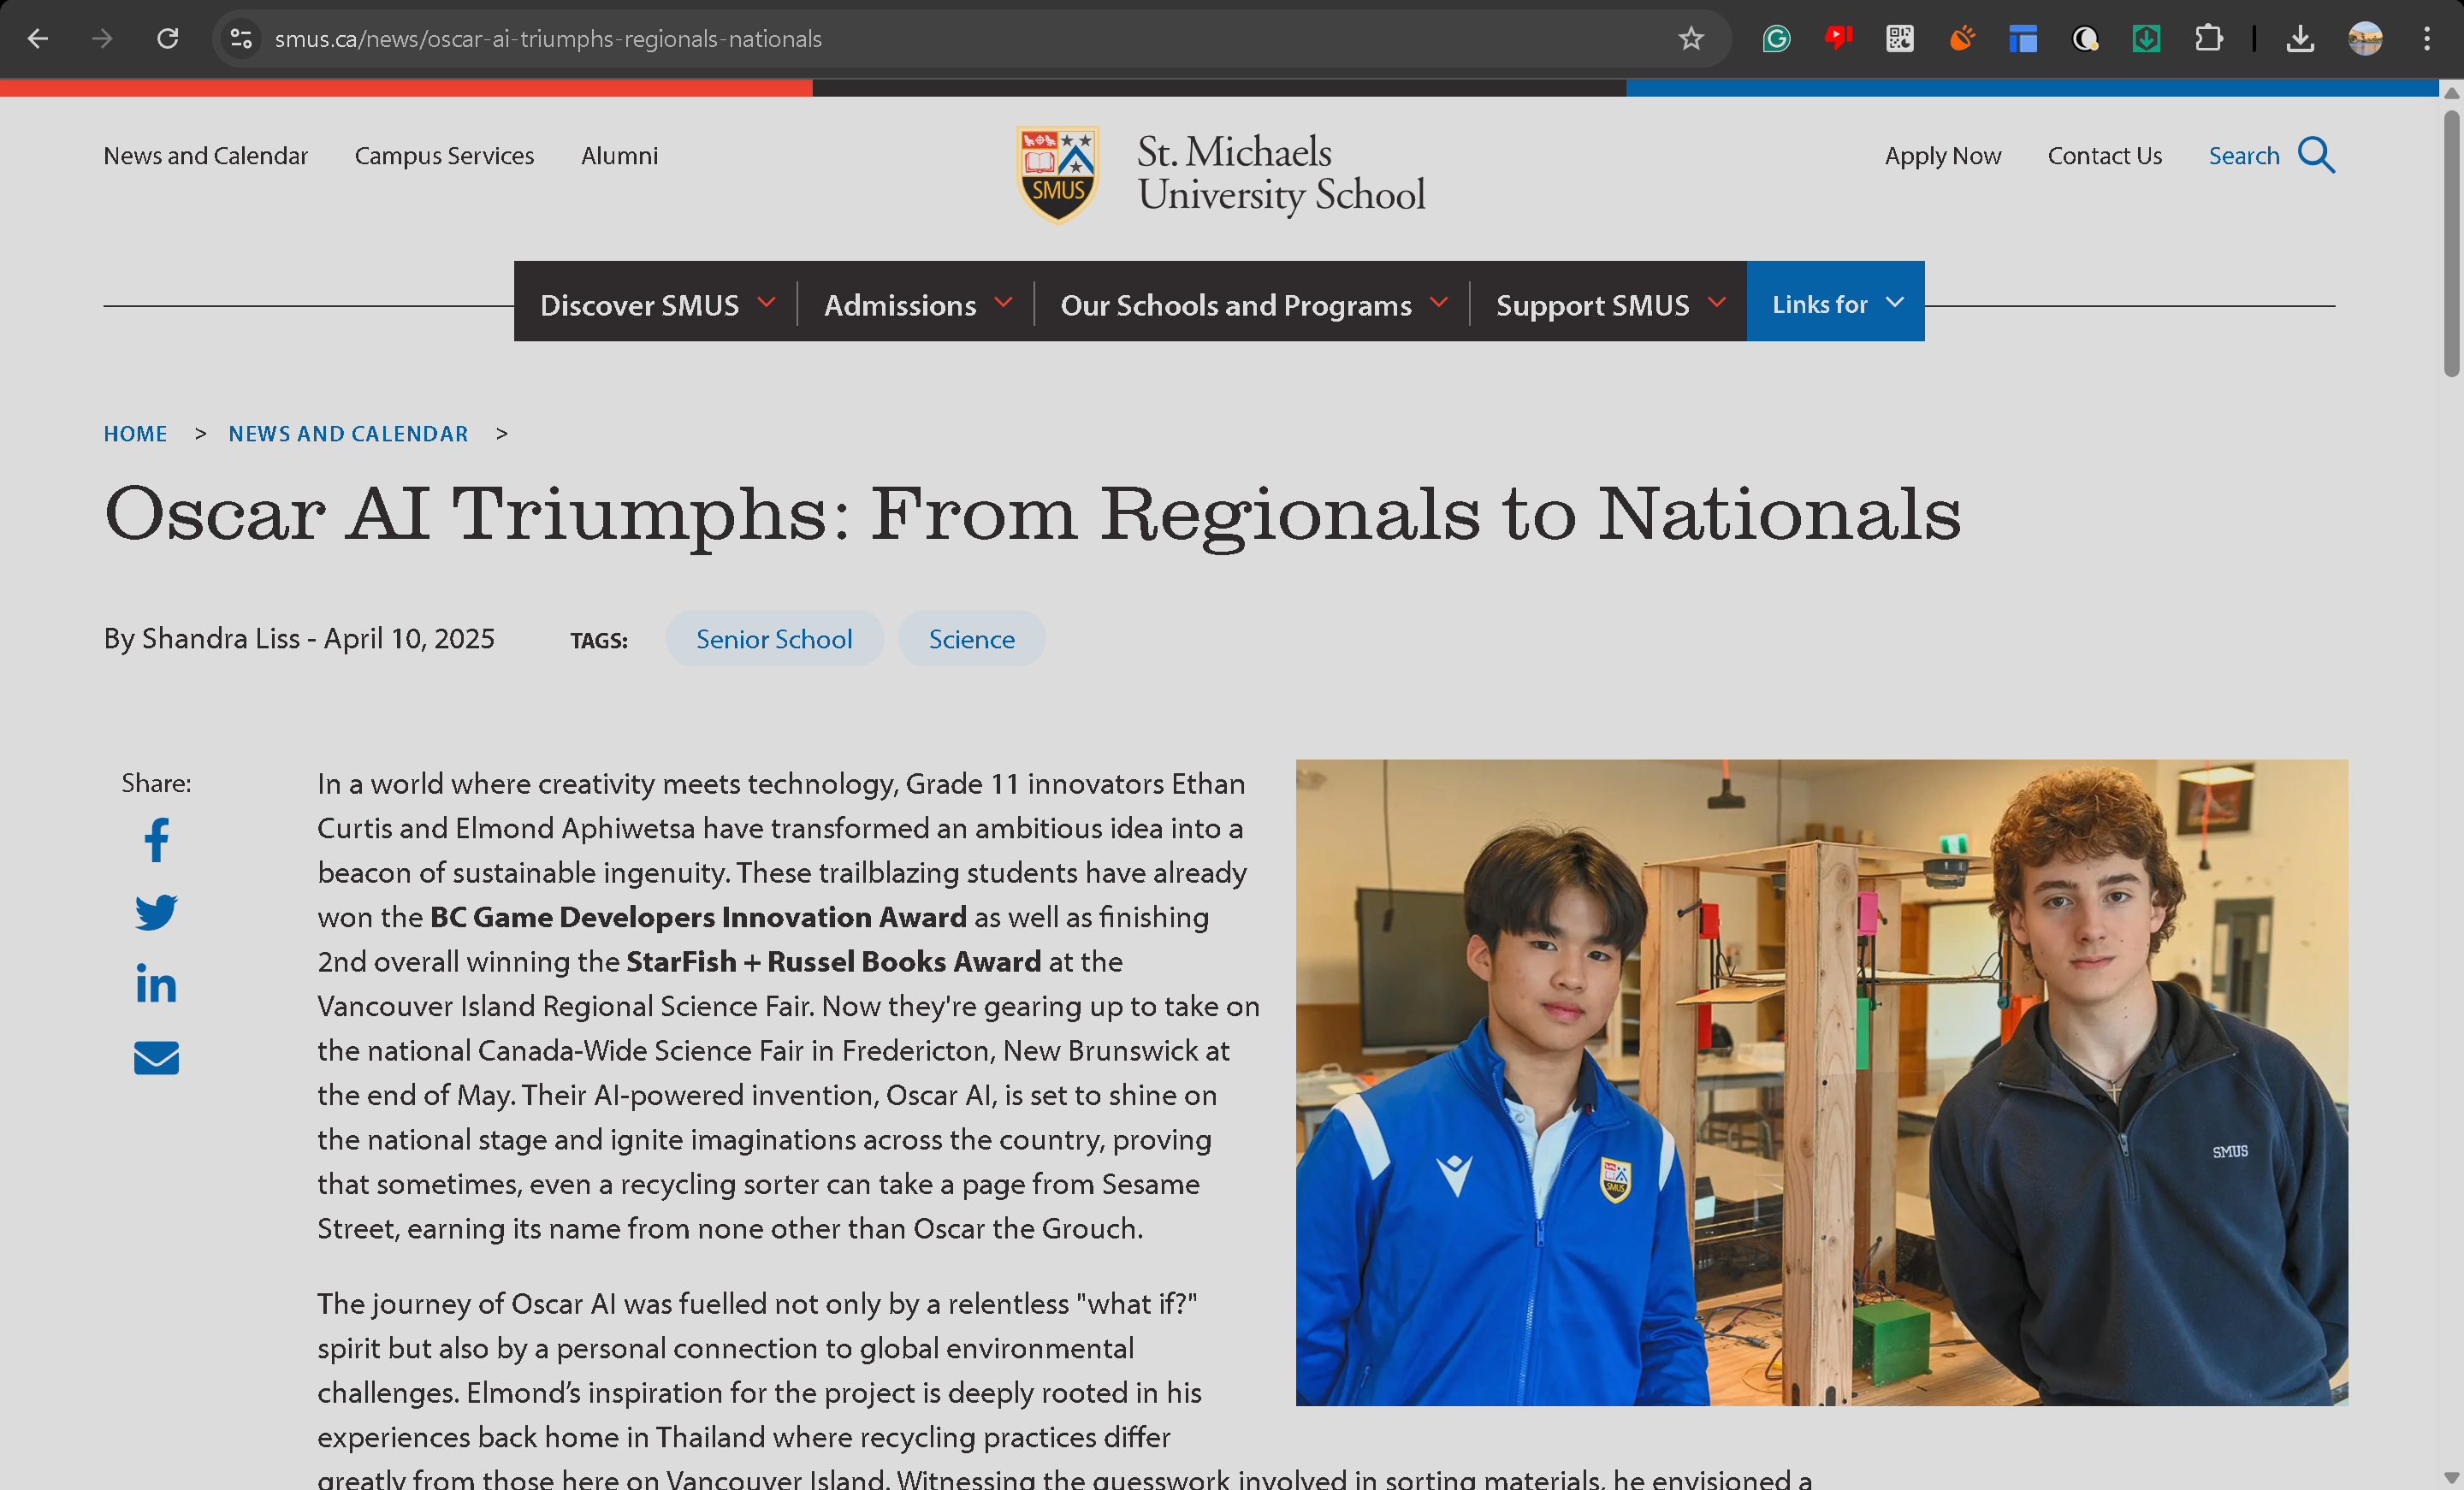 smus.ca/news/oscar-ai-triumphs-regionals-nationals
News and Calendar
Campus Services
Alumni
SMUS
St. Michaels
University School
Apply Now
Contact Us
Search
Discover SMUS
Admissions
Our Schools and Programs
Support SMUS
Links for
HOME > NEWS AND CALENDAR >
Oscar AI Triumphs: From Regionals to Nationals
By Shandra Liss - April 10, 2025
TAGS:
Senior School
Science
Share:
In a world where creativity meets technology, Grade 11 innovators Ethan
Curtis and Elmond Aphiwetsa have transformed an ambitious idea into a
beacon of sustainable ingenuity. These trailblazing students have already
won the BC Game Developers Innovation Award as well as finishing
2nd overall winning the StarFish + Russel Books Award at the
Vancouver Island Regional Science Fair. Now they're gearing up to take on
the national Canada-Wide Science Fair in Fredericton, New Brunswick at
the end of May. Their AI-powered invention, Oscar AI, is set to shine on
the national stage and ignite imaginations across the country, proving
that sometimes, even a recycling sorter can take a page from Sesame
Street, earning its name from none other than Oscar the Grouch.
The journey of Oscar AI was fuelled not only by a relentless "what if?"
spirit but also by a personal connection to global environmental
challenges. Elmond’s inspiration for the project is deeply rooted in his
experiences back home in Thailand where recycling practices differ
greatly from those here on Vancouver Island. Witnessing the guesswork involved in sorting materials, he envisioned a
SMUS
SMUS